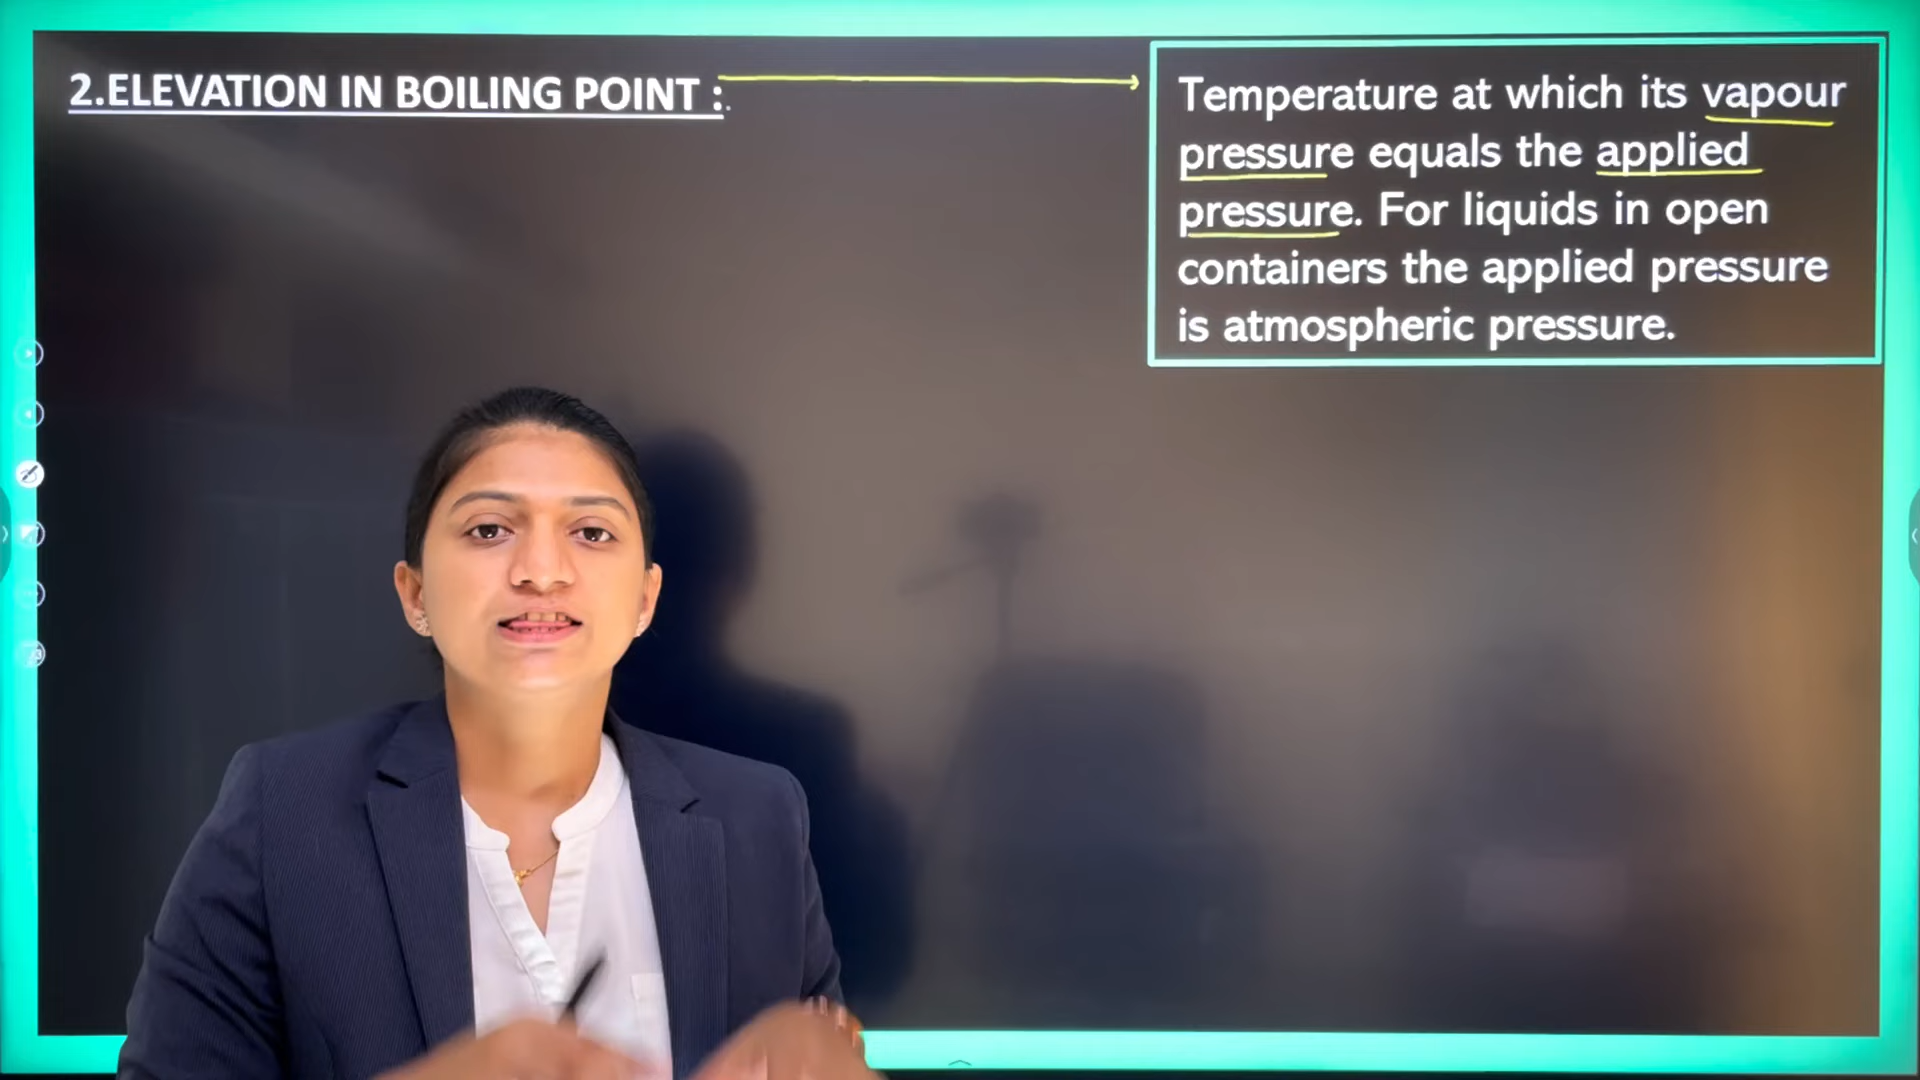 2.ELEVATION IN BOILING POINT :.
Temperature at which its vapour
pressure equals the applied
pressure. For liquids in open
containers the applied pressure
is atmospheric pressure.